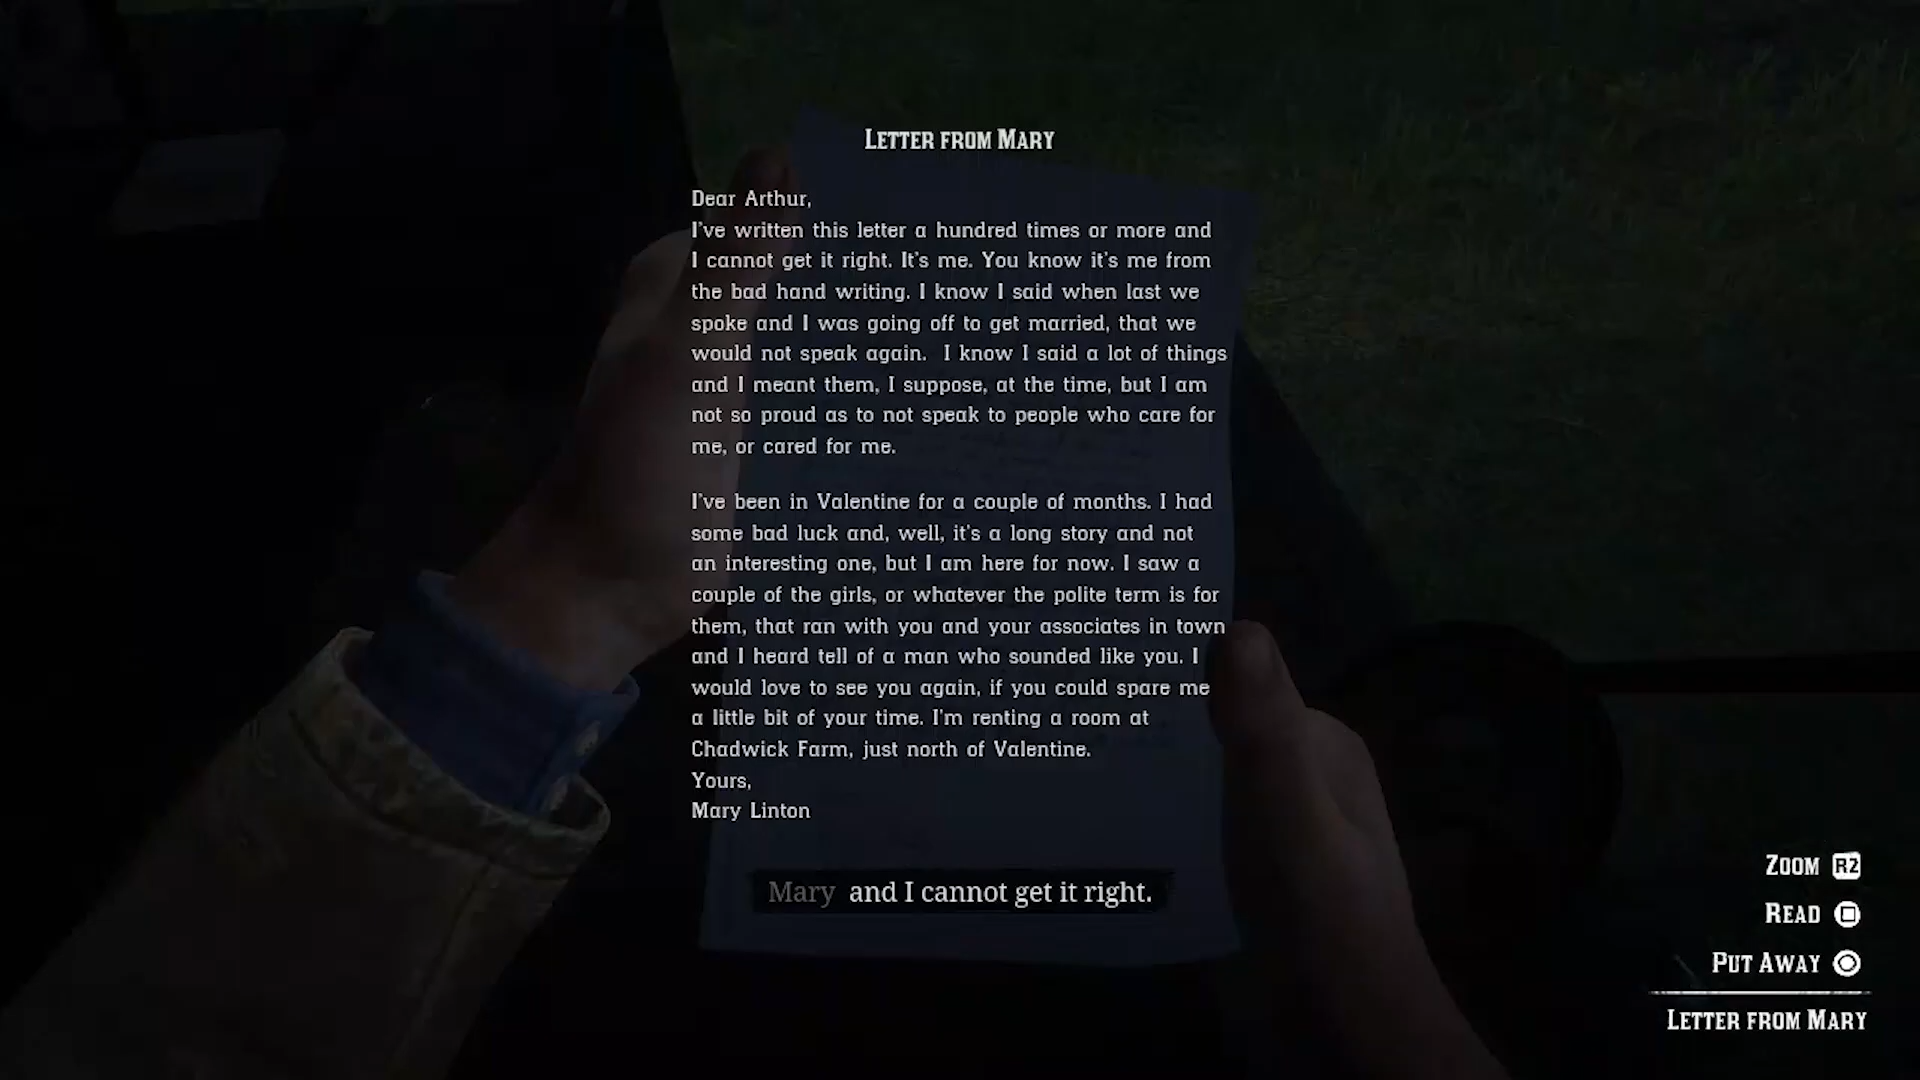 LETTER FROM MARY
Dear Arthur,
I've written this letter a hundred times or more and
I cannot get it right. It's me. You know it's me from
the bad hand writing. I know I said when last we
spoke and I was going off to get married, that we
would not speak again. I know I said a lot of things
and I meant them, I suppose, at the time, but I am
not so proud as to not speak to people who care for
me, or cared for me.
I've been in Valentine for a couple of months. I had
some bad luck and, well, it's a long story and not
an interesting one, but I am here for now. I saw a
couple of the girls, or whatever the polite term is for
them, that ran with you and your associates in town
and I heard tell of a man who sounded like you. I
would love to see you again, if you could spare me
a little bit of your time. I'm renting a room at
Chadwick Farm, just north of Valentine.
Yours,
Mary Linton
Mary and I cannot get it right.
ZOOM R2
READ
PUT AWAY
LETTER FROM MARY